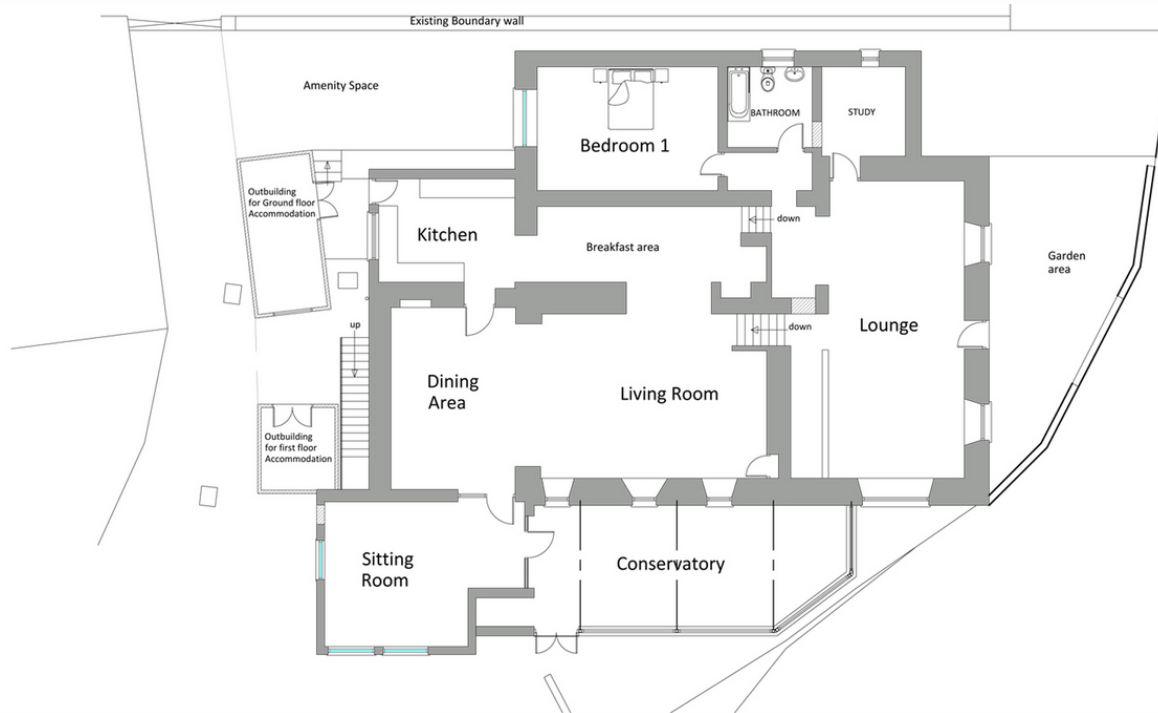 Existing Boundary wall
Amenity Space
BATHROOM
STUDY
Bedroom 1
Outbuilding
for Ground floor
Accommodation
Kitchen
Breakfast area
down
Garden
area
up
down
Lounge
Dining
Area
Living Room
Outbuilding
for first floor
Accommodation
Sitting
Room
Conservatory